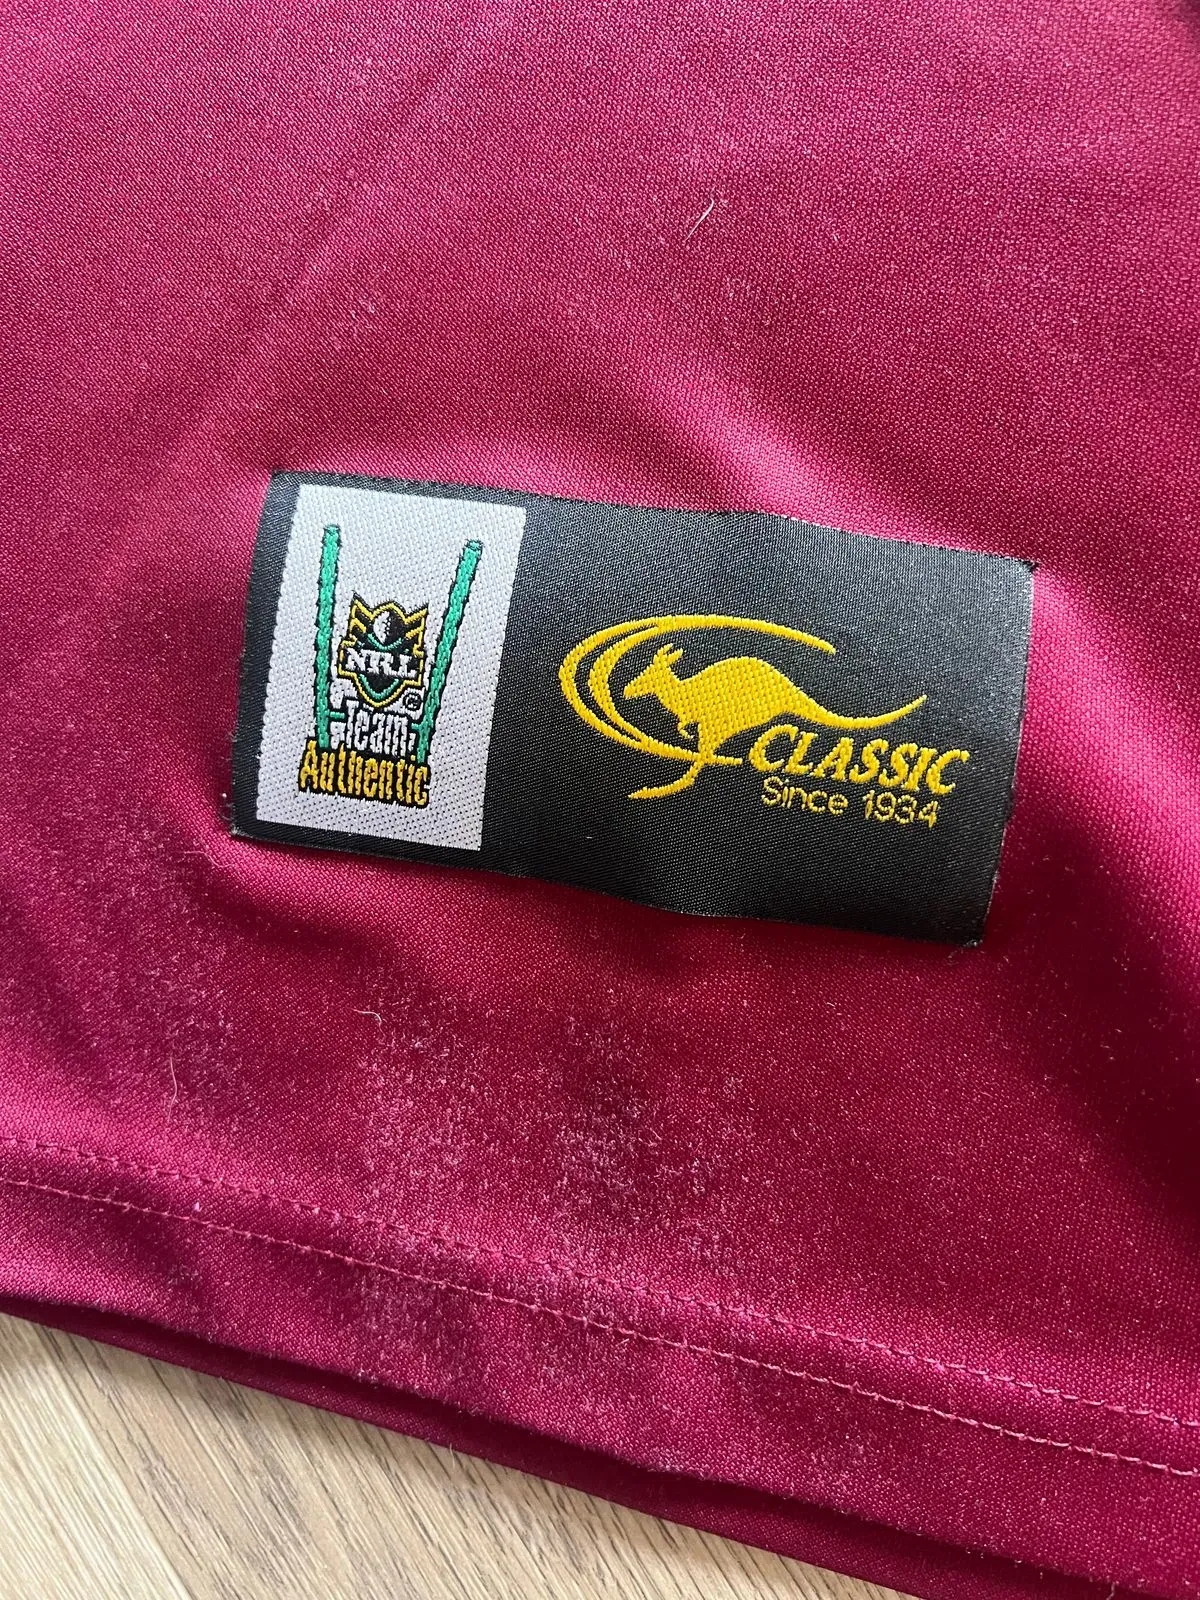 NRL
®
Team
Authentic
CLASSIC
Since 1934